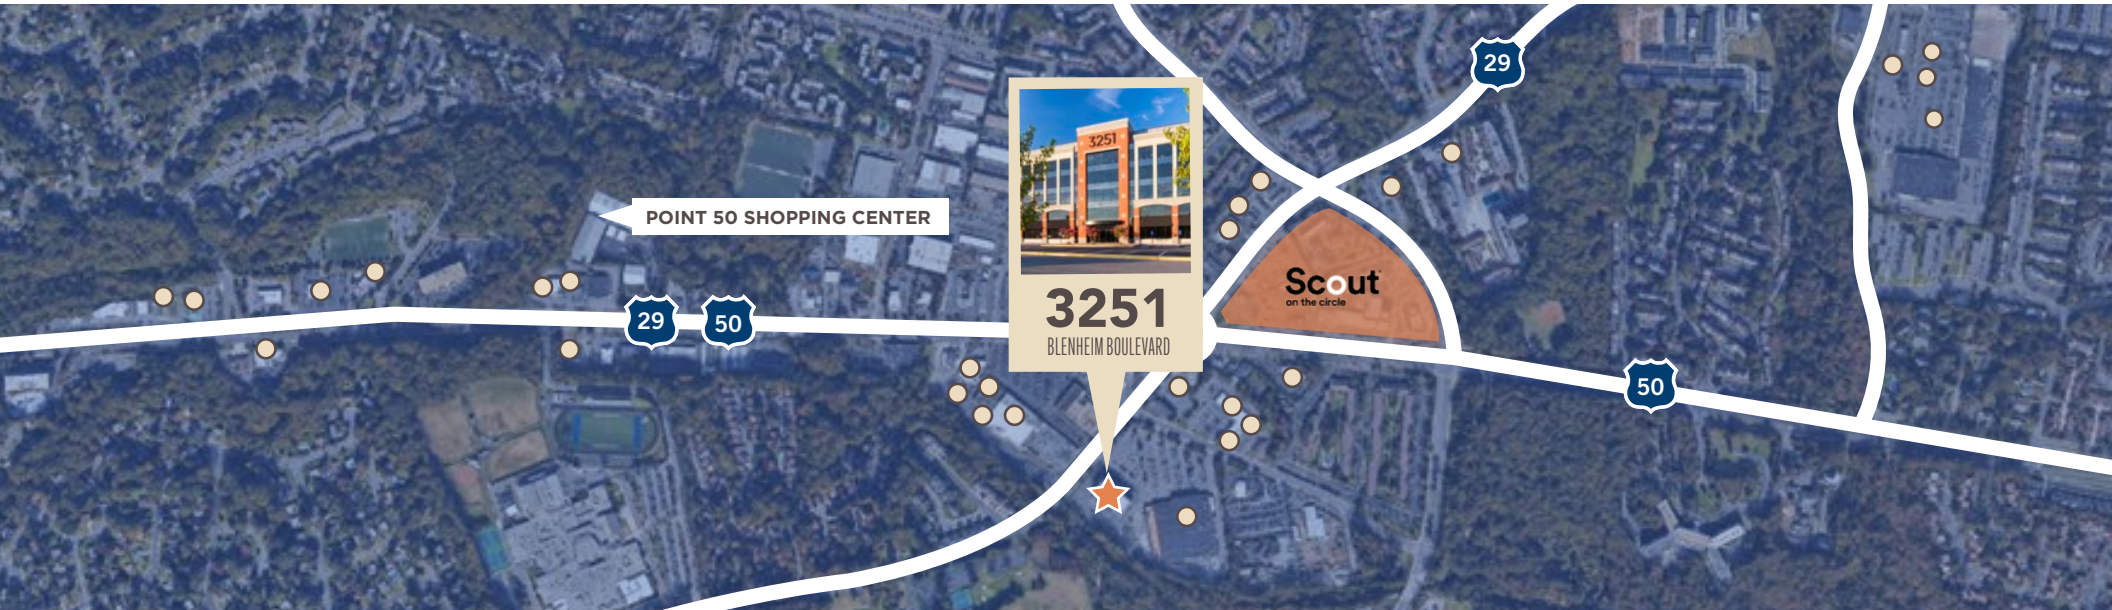 29
3251
POINT 50 SHOPPING CENTER
Scout
on the circle
29
50
3251
BLENHEIM BOULEVARD
50